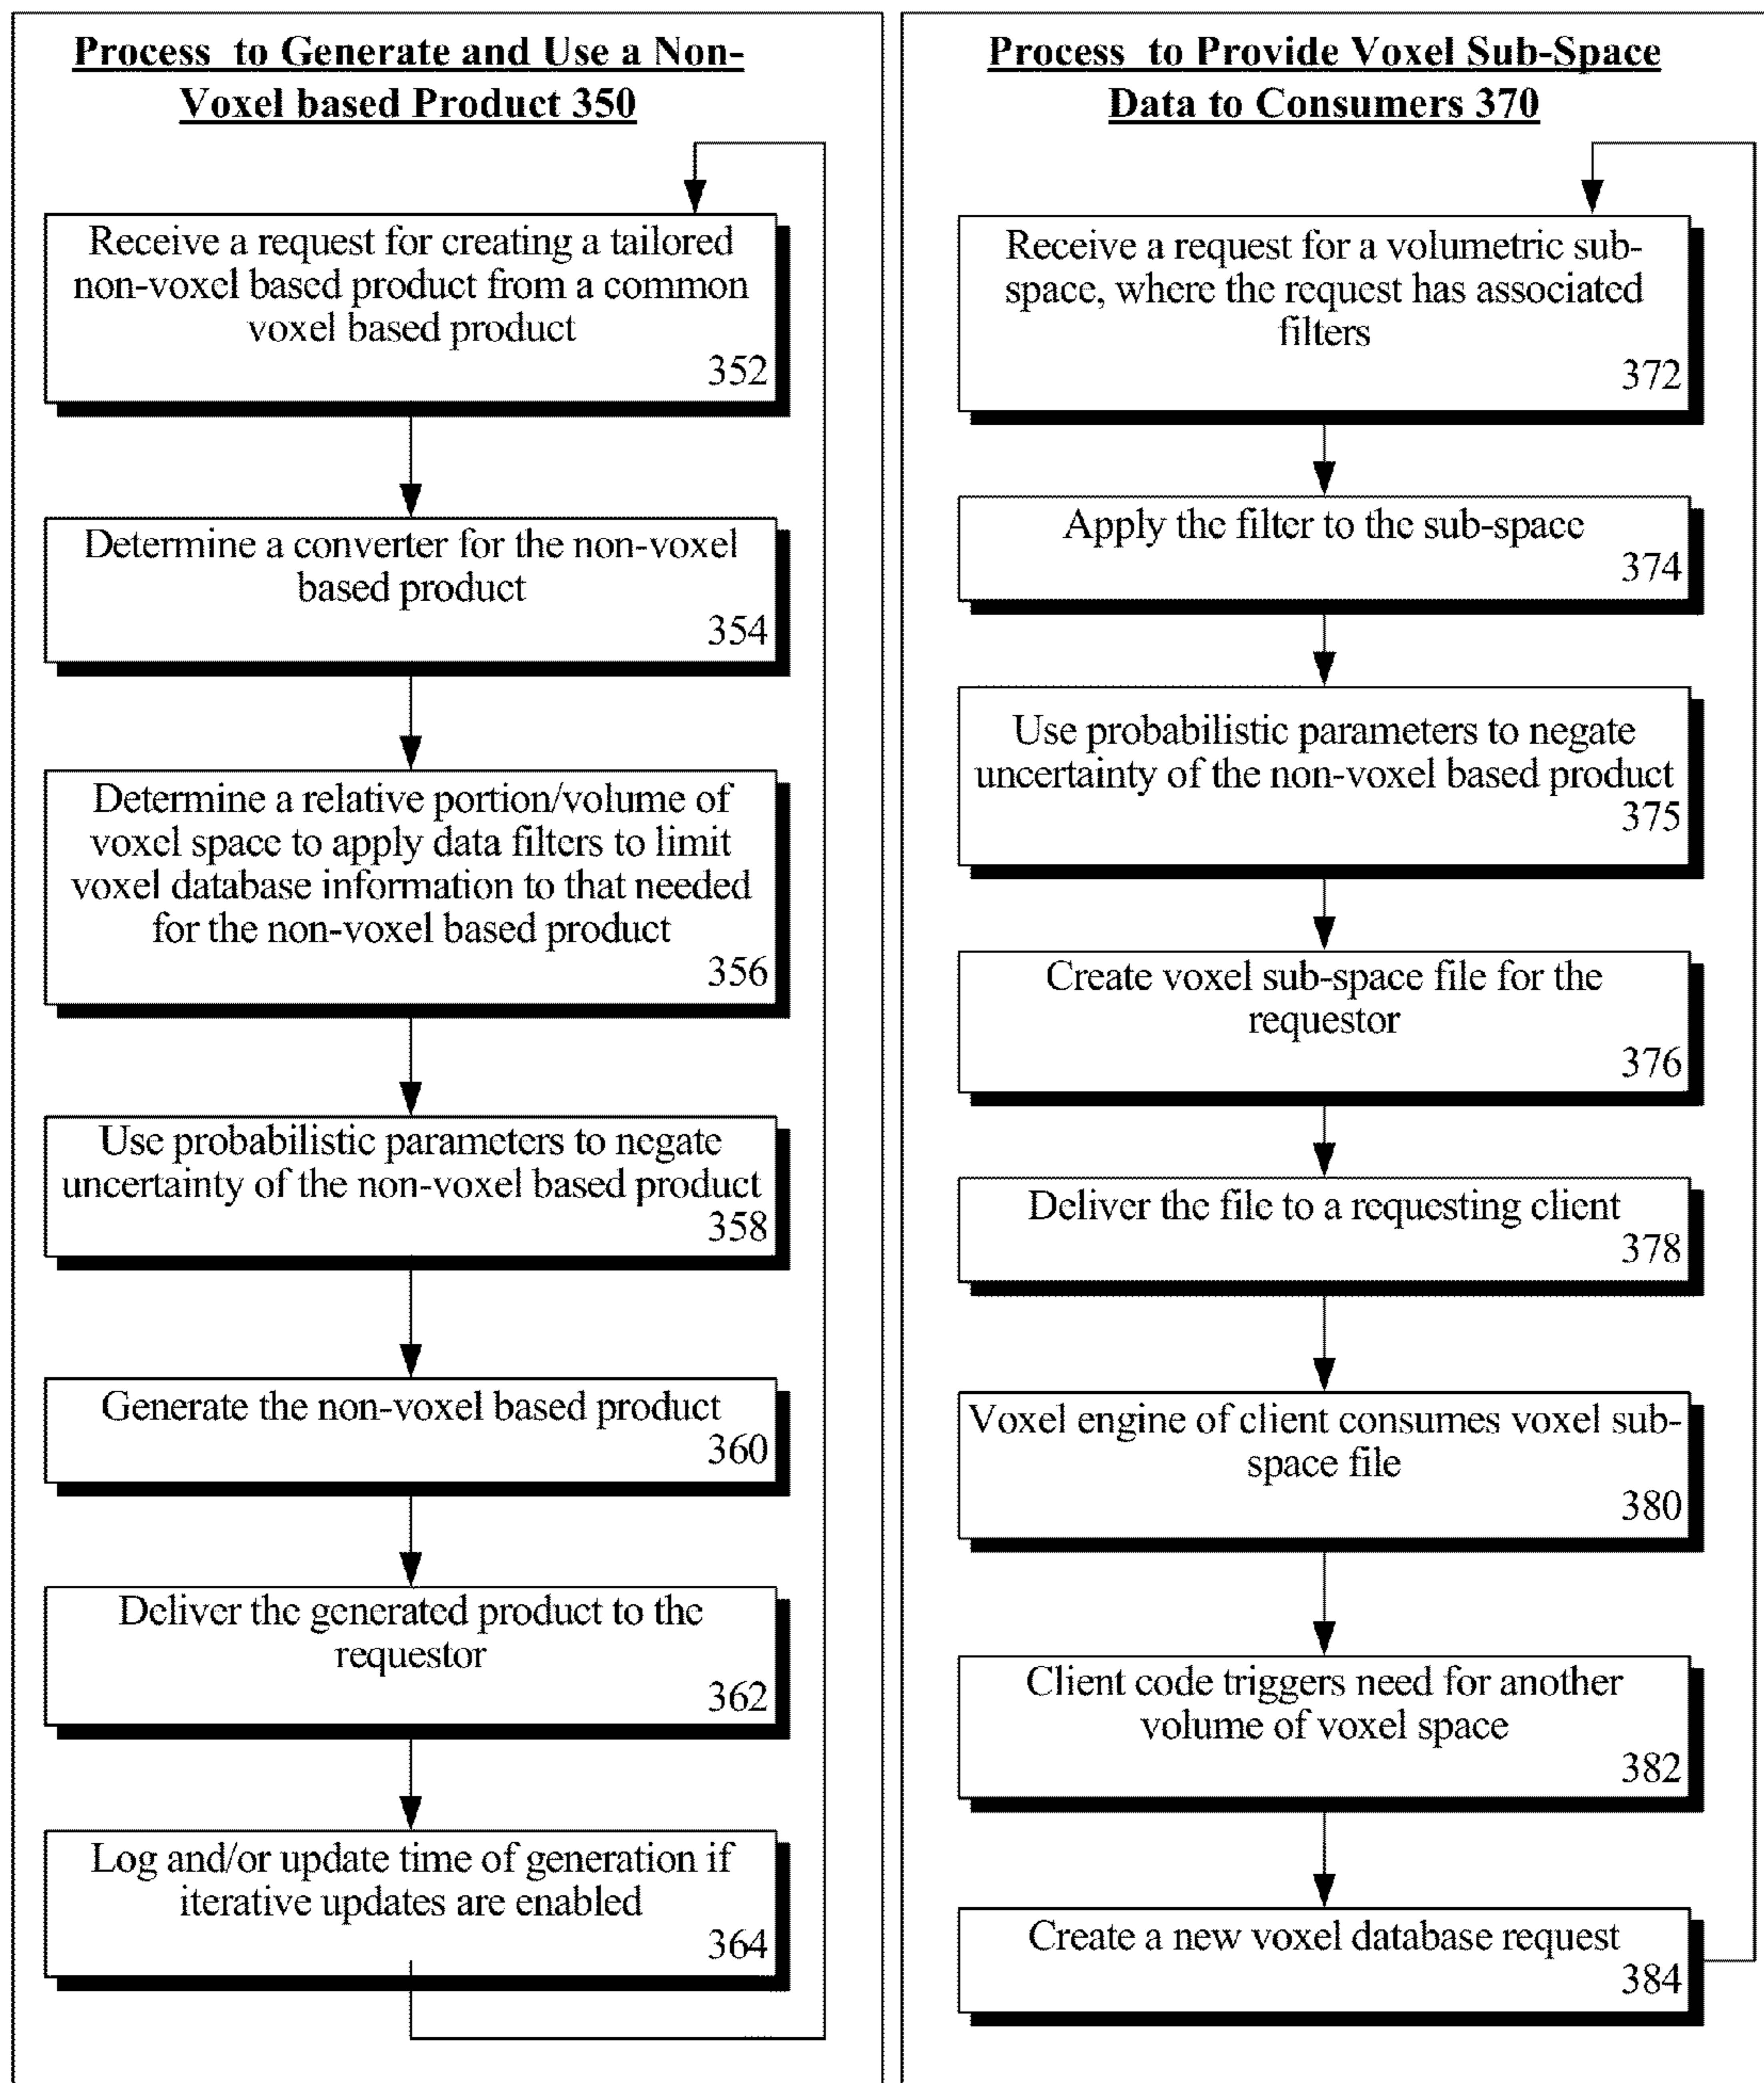 Process to Generate and Use a Non-
Voxel based Product 350
Receive a request for creating a tailored
non-voxel based product from a common
voxel based product
352
Determine a converter for the non-voxel
based product
354
Determine a relative portion/volume of
voxel space to apply data filters to limit
voxel database information to that needed
for the non-voxel based product
356
Use probabilistic parameters to negate
uncertainty of the non-voxel based product
358
Generate the non-voxel based product
360
Deliver the generated product to the
requestor
362
Log and/or update time of generation if
iterative updates are enabled
364
Process to Provide Voxel Sub-Space
Data to Consumers 370
Receive a request for a volumetric sub-
space, where the request has associated
filters
372
Apply the filter to the sub-space
374
Use probabilistic parameters to negate
uncertainty of the non-voxel based product
375
Create voxel sub-space file for the
requestor
376
Deliver the file to a requesting client
378
Voxel engine of client consumes voxel sub-
space file
380
Client code triggers need for another
volume of voxel space
382
Create a new voxel database request
384